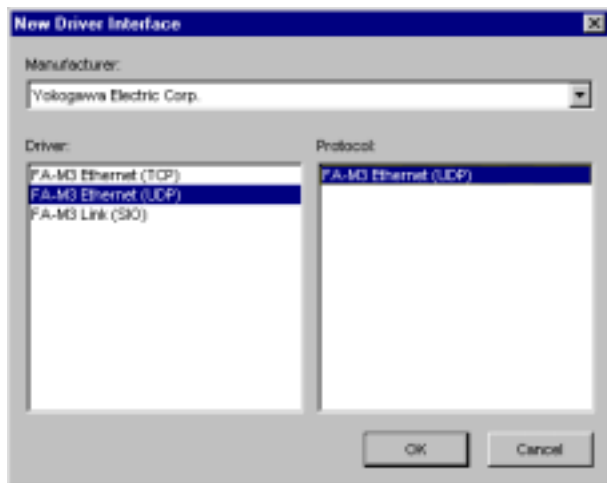 New Driver Interface
Manufacturer:
Yokogawa Electric Corp.
Driver: Protocol:
FA-M3 Ethernet (TCP) FA-M3 Ethernet (UDP)
FA-M3 Ethernet (UDP)
FA-M3 Link (SIO)
OK Cancel